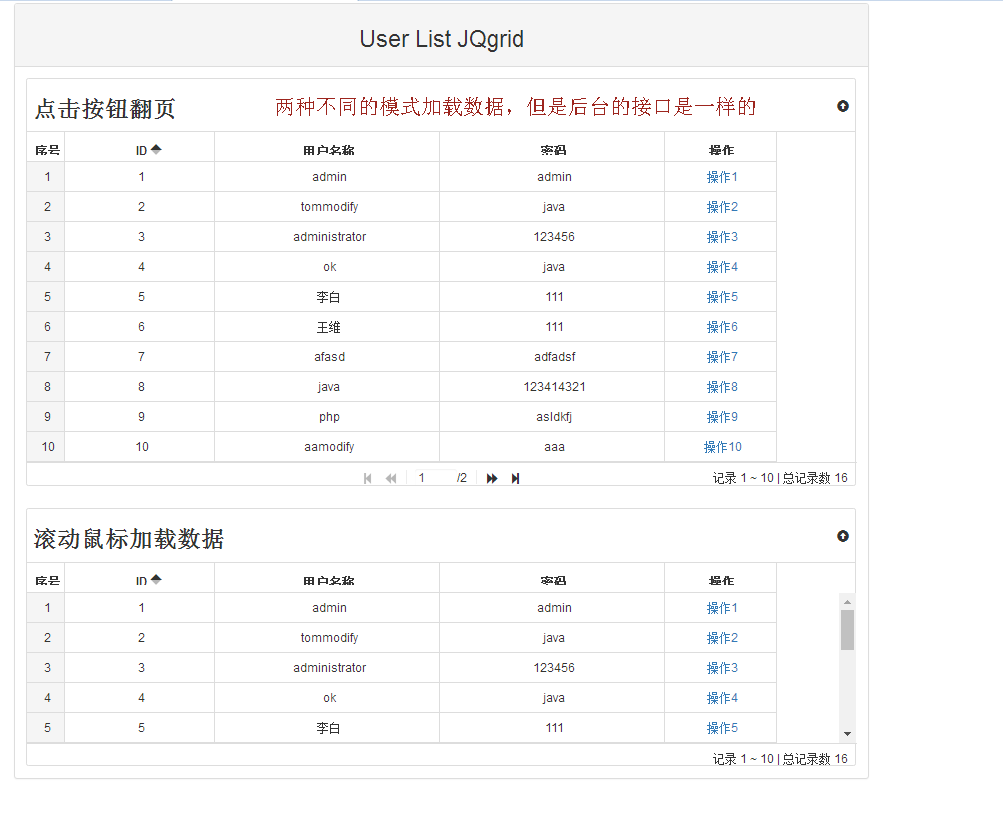 User List JQgrid
点击按钮翻页 两种不同的模式加载数据，但是后台的接口是一样的
序号 ID 用户名称 密码 操作
1 1 admin admin 操作1
2 2 tommodify java 操作2
3 3 administrator 123456 操作3
4 4 ok java 操作4
5 5 李白 111 操作5
6 6 王维 111 操作6
7 7 afasd adfadsf 操作7
8 8 java 123414321 操作8
9 9 php asldkfj 操作9
10 10 aamodify aaa 操作10
1 /2 记录 1 ~ 10 | 总记录数 16
滚动鼠标加载数据
序号 ID 用户名称 密码 操作
1 1 admin admin 操作1
2 2 tommodify java 操作2
3 3 administrator 123456 操作3
4 4 ok java 操作4
5 5 李白 111 操作5
记录 1 ~ 10 | 总记录数 16